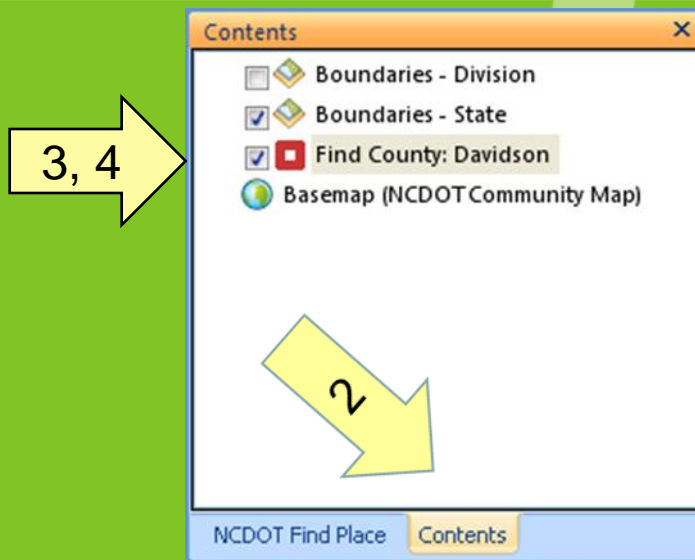 Contents
Boundaries - Division
Boundaries - State
3, 4
Find County: Davidson
Basemap (NCDOT Community Map)
2
NCDOT Find Place Contents